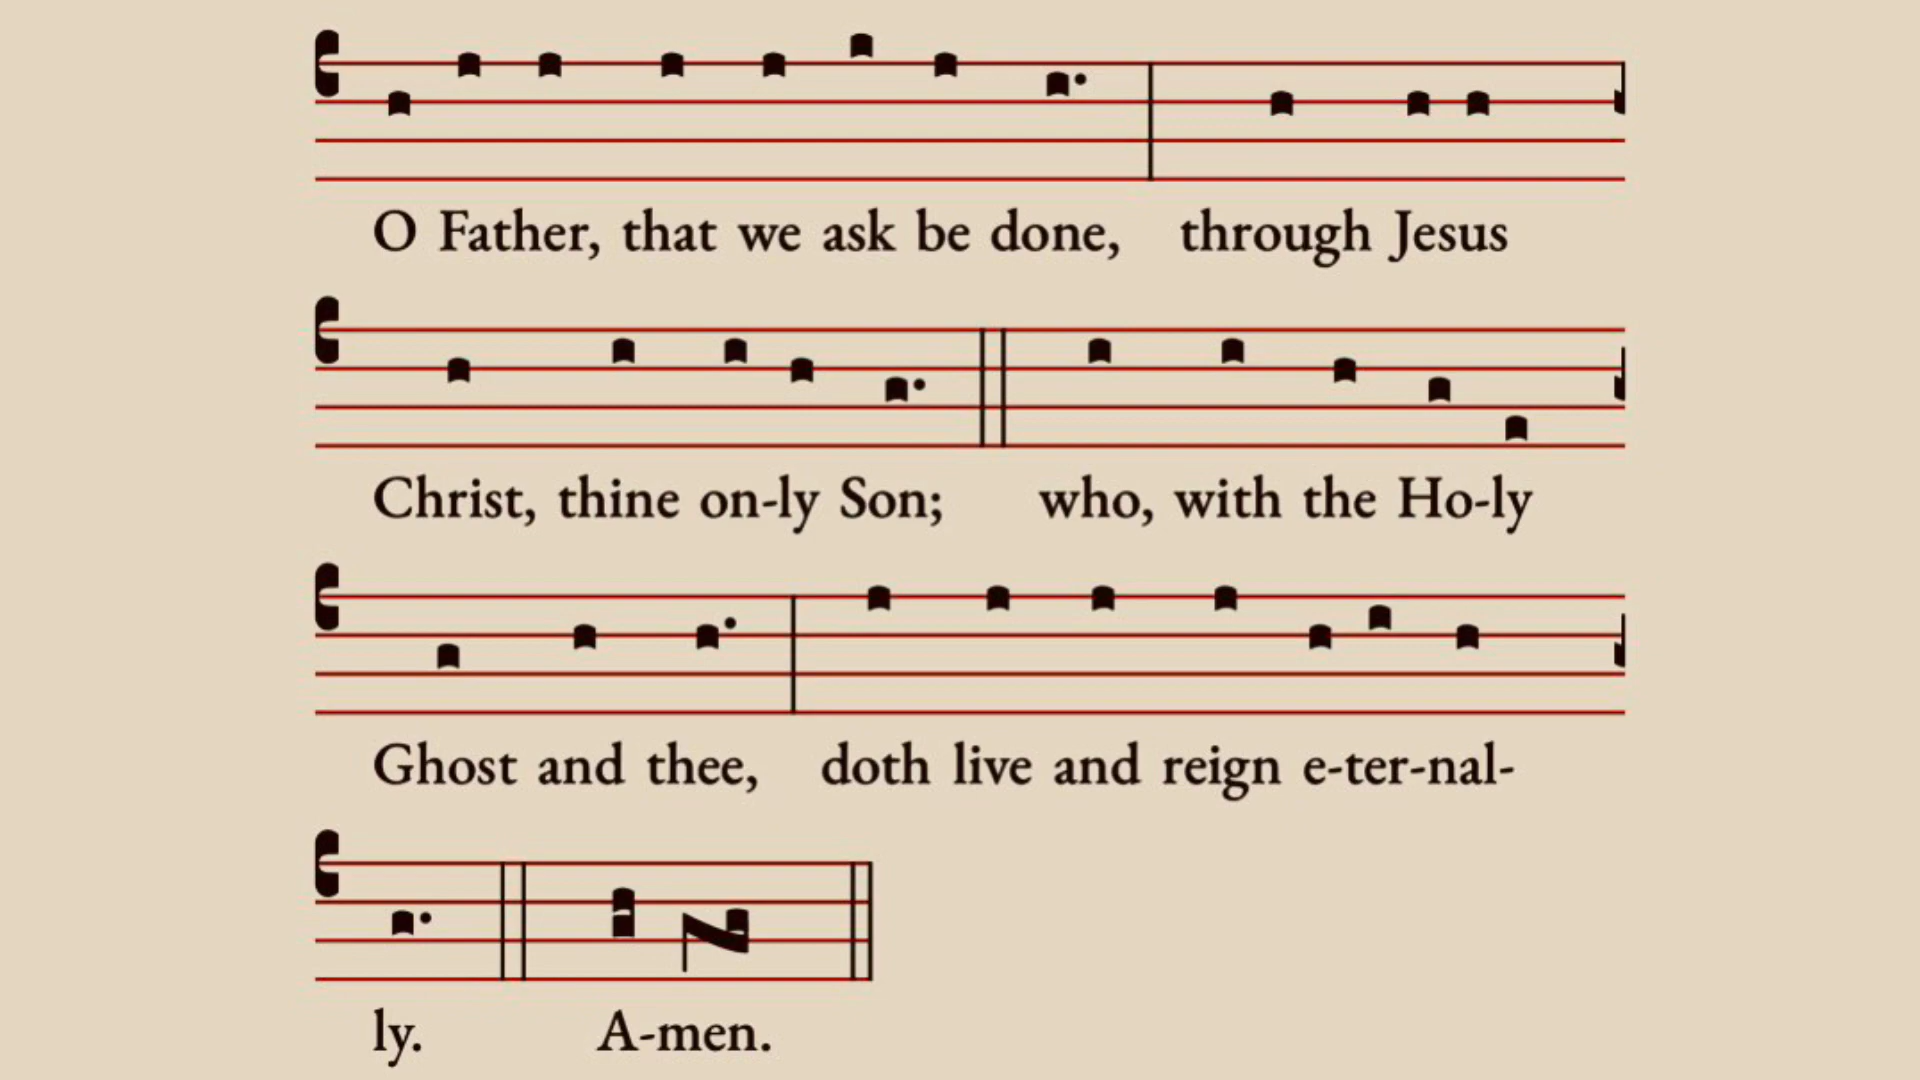 O Father, that we ask be done, through Jesus
Christ, thine on-ly Son; who, with the Ho-ly
Ghost and thee, doth live and reign e-ter-nal-
ly. A-men.